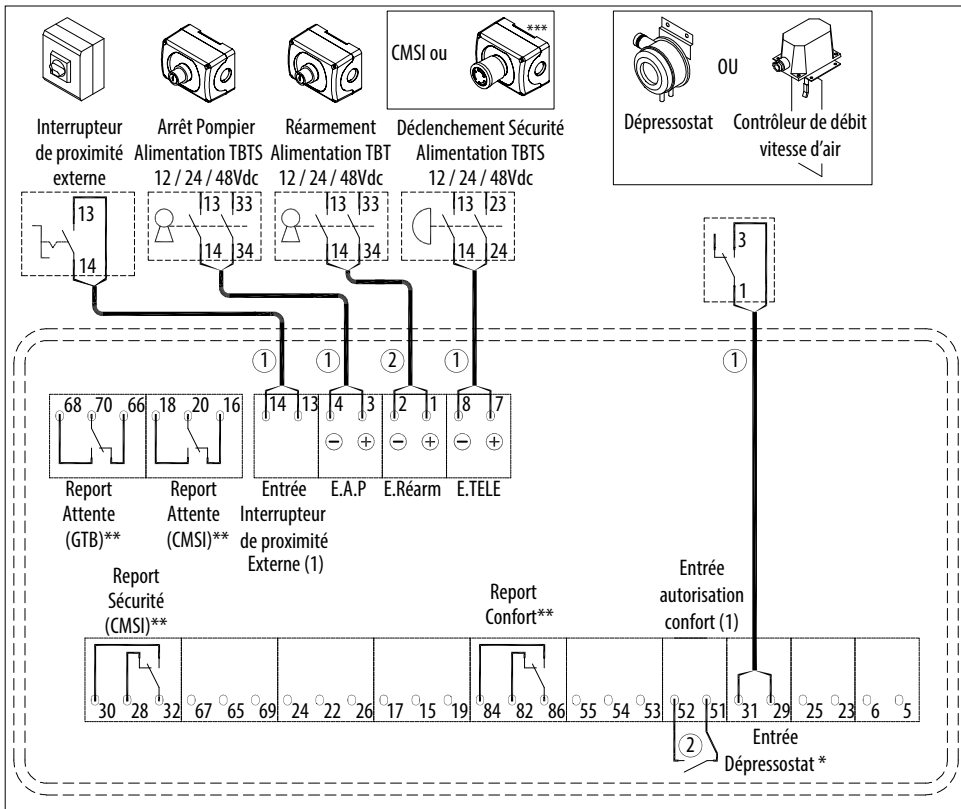 CMSI ou
***
OU
Dépressostat
Contrôleur de débit
vitesse d'air
Interrupteur
de proximité
externe
Arrêt Pompier
Alimentation TBTS
12 / 24 / 48Vdc
Réarmement
Alimentation TBT
12 / 24 / 48Vdc
Déclenchement Sécurité
Alimentation TBTS
12 / 24 / 48Vdc
13
14
13 33
14 34
13 33
14 34
13 23
14 24
3
1
1
1
2
1
1
68 70 66
18 20 16
14 13
4 3
2 1
8 7
− +
− +
− +
Report
Attente
(GTB)**
Report
Attente
(CMSI)**
Entrée
Interrupteur
de proximité
Externe (1)
E.A.P
E.Réarm
E.TELE
Report
Sécurité
(CMSI)**
Report
Confort**
Entrée
autorisation
confort (1)
30 28 32 67 65 69 24 22 26 17 15 19 84 82 86 55 54 53 52 51 31 29 25 23 6 5
2
Entrée
Dépressostat *